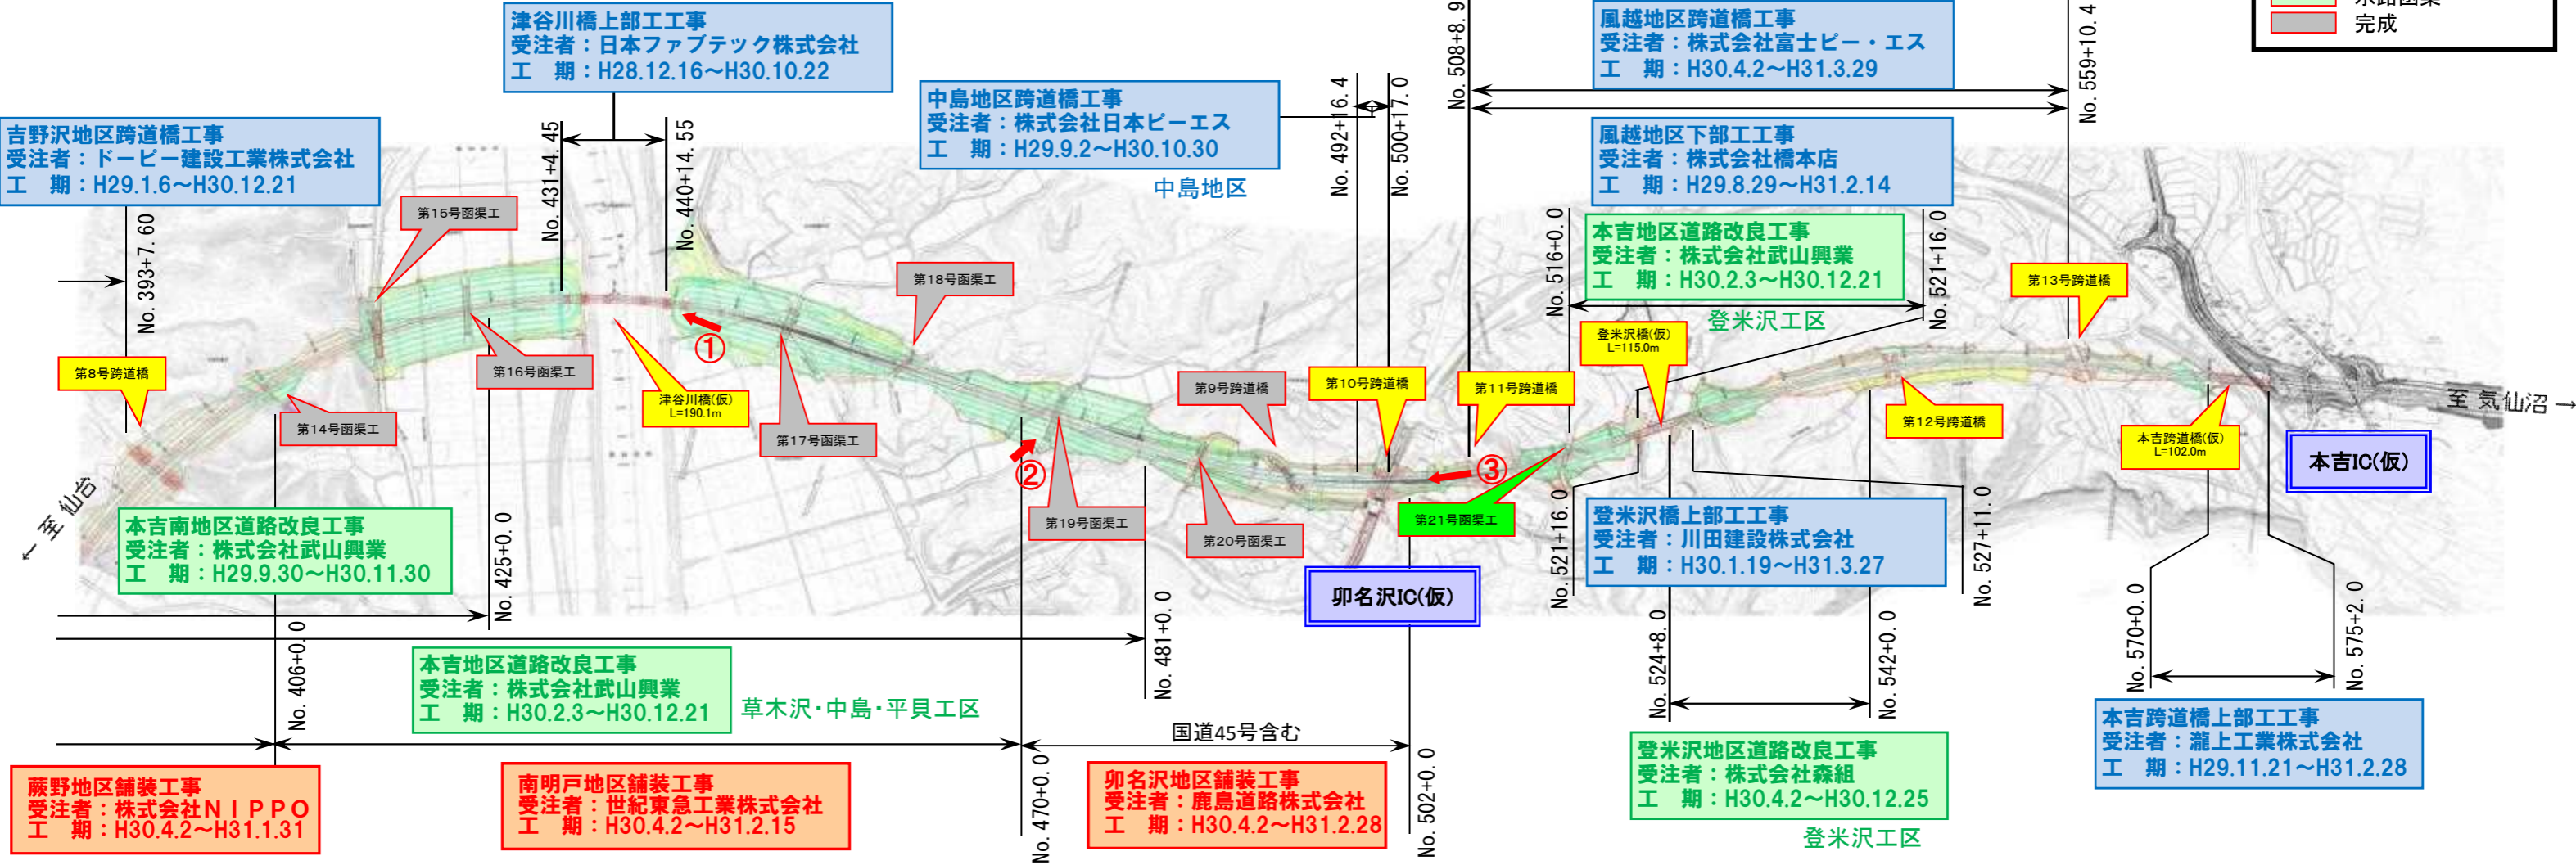 津谷川橋上部工工事
受注者：日本ファブテック株式会社
工　期：H28.12.16～H30.10.22
風越地区跨道橋工事
受注者：株式会社富士ピー・エス
工　期：H30.4.2～H31.3.29
完成
中島地区跨道橋工事
受注者：株式会社日本ピーエス
工　期：H29.9.2～H30.10.30
中島地区
吉野沢地区跨道橋工事
受注者：ドーピー建設工業株式会社
工　期：H29.1.6～H30.12.21
風越地区下部工工事
受注者：株式会社橋本店
工　期：H29.8.29～H31.2.14
本吉地区道路改良工事
受注者：株式会社武山興業
工　期：H30.2.3～H30.12.21
登米沢工区
No. 393+7. 60
No. 431+4. 45
No. 440+14. 55
No. 492+16. 4
No. 500+17. 0
No. 508+8. 9
No. 516+0. 0
No. 521+16. 0
No. 559+10. 4
第15号函渠工
第18号函渠工
第13号跨道橋
第8号跨道橋
第14号函渠工
第16号函渠工
津谷川橋(仮)
L=190.1m
①
第17号函渠工
第9号跨道橋
第10号跨道橋
第11号跨道橋
登米沢橋(仮)
L=115.0m
第12号跨道橋
本吉跨道橋(仮)
L=102.0m
至 気仙沼 →
本吉IC(仮)
②
③
第19号函渠工
第20号函渠工
第21号函渠工
卯名沢IC(仮)
← 至 仙台
本吉南地区道路改良工事
受注者：株式会社武山興業
工　期：H29.9.30～H30.11.30
登米沢橋上部工工事
受注者：川田建設株式会社
工　期：H30.1.19～H31.3.27
No. 425+0. 0
No. 406+0. 0
No. 481+0. 0
No. 470+0. 0
No. 502+0. 0
No. 521+16. 0
No. 524+8. 0
No. 542+0. 0
No. 527+11. 0
No. 570+0. 0
No. 575+2. 0
本吉地区道路改良工事
受注者：株式会社武山興業
工　期：H30.2.3～H30.12.21
草木沢・中島・平貝工区
国道45号含む
蕨野地区舗装工事
受注者：株式会社ＮＩＰＰＯ
工　期：H30.4.2～H31.1.31
南明戸地区舗装工事
受注者：世紀東急工業株式会社
工　期：H30.4.2～H31.2.15
卯名沢地区舗装工事
受注者：鹿島道路株式会社
工　期：H30.4.2～H31.2.28
登米沢地区道路改良工事
受注者：株式会社森組
工　期：H30.4.2～H30.12.25
登米沢工区
本吉跨道橋上部工工事
受注者：瀧上工業株式会社
工　期：H29.11.21～H31.2.28